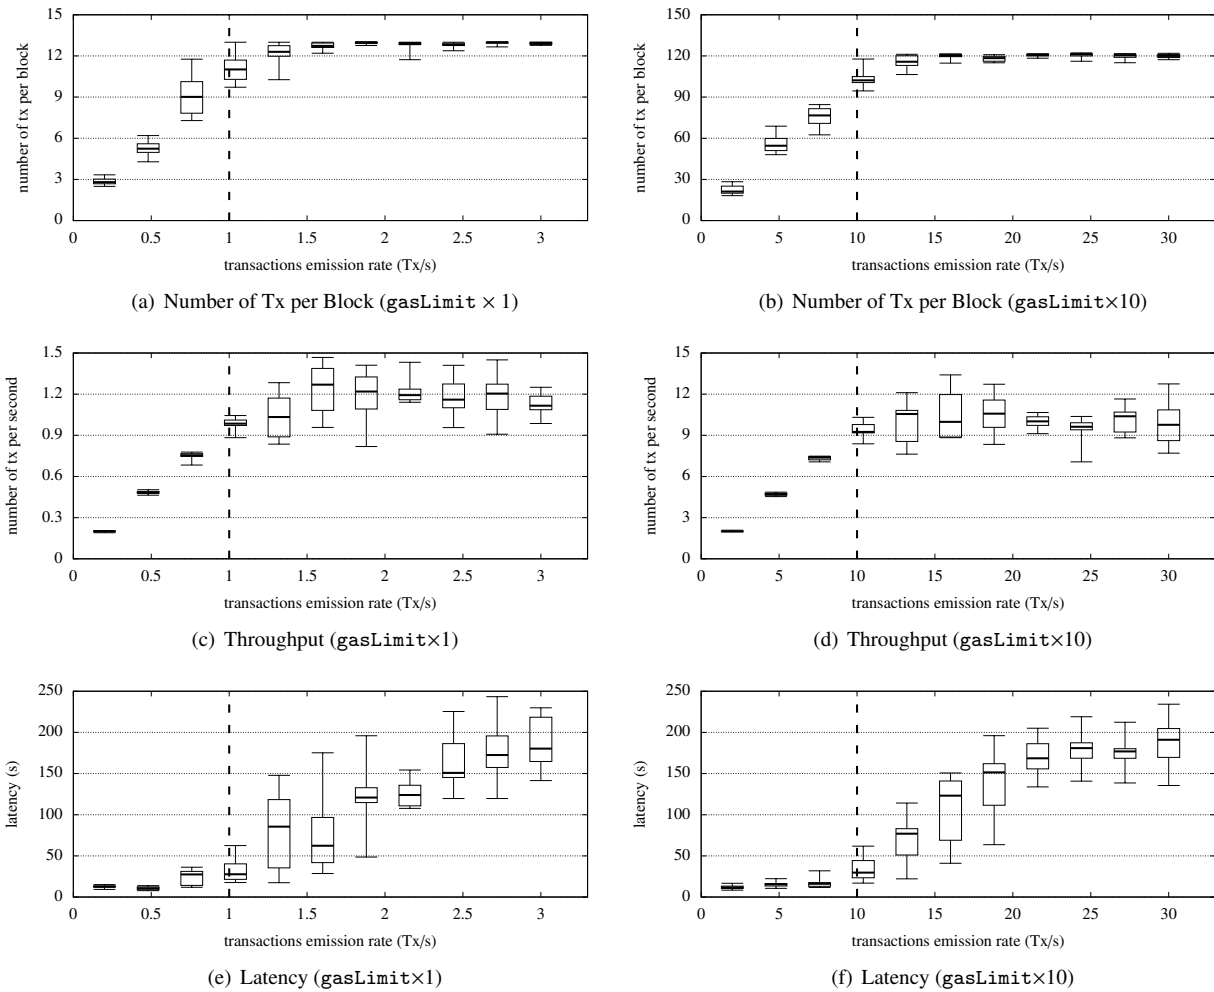 15
12
9
6
3
0
number of tx per block
0 0.5 1 1.5 2 2.5 3
transactions emission rate (Tx/s)
(a) Number of Tx per Block (gasLimit × 1)
150
120
90
60
30
0
number of tx per block
0 5 10 15 20 25 30
transactions emission rate (Tx/s)
(b) Number of Tx per Block (gasLimit×10)
1.5
1.2
0.9
0.6
0.3
0
number of tx per second
0 0.5 1 1.5 2 2.5 3
transactions emission rate (Tx/s)
(c) Throughput (gasLimit×1)
15
12
9
6
3
0
number of tx per second
0 5 10 15 20 25 30
transactions emission rate (Tx/s)
(d) Throughput (gasLimit×10)
250
200
150
100
50
0
latency (s)
0 0.5 1 1.5 2 2.5 3
transactions emission rate (Tx/s)
(e) Latency (gasLimit×1)
250
200
150
100
50
0
latency (s)
0 5 10 15 20 25 30
transactions emission rate (Tx/s)
(f) Latency (gasLimit×10)